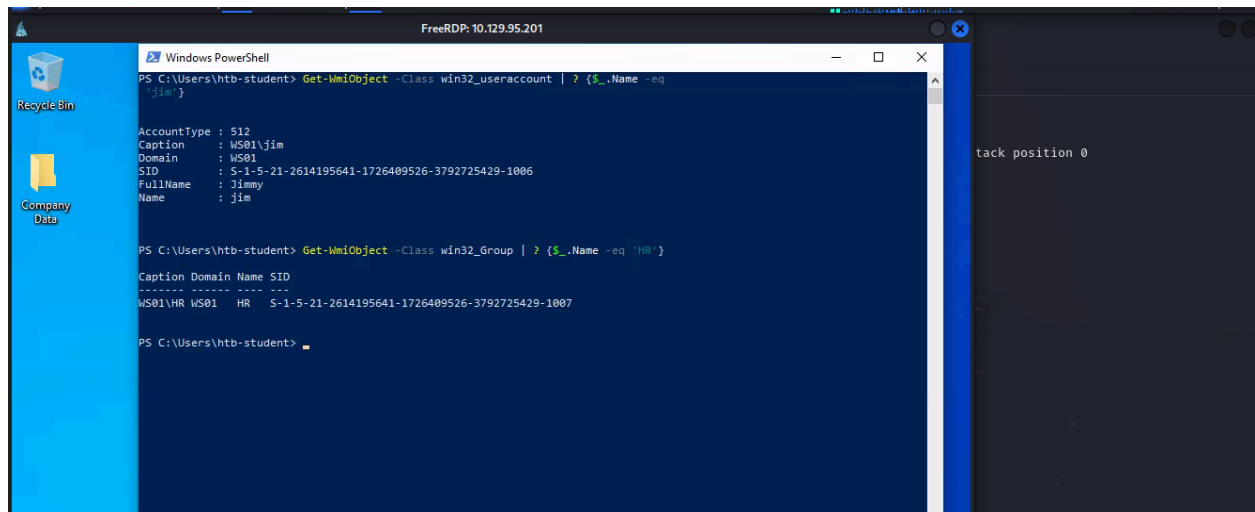 FreeRDP: 10.129.95.201
Windows PowerShell
PS C:\Users\htb-student> Get-WmiObject -Class win32_useraccount | ? {$_.Name -eq
'jim'}
Recycle Bin
AccountType : 512
Caption : WS01\jim
Domain : WS01
SID : S-1-5-21-2614195641-1726409526-3792725429-1006
FullName : Jimmy
Name : jim
tack position 0
Company
Data
PS C:\Users\htb-student> Get-WmiObject -Class win32_Group | ? {$_.Name -eq 'HR'}
Caption Domain Name SID
------- ------ ---- ---
WS01\HR WS01 HR S-1-5-21-2614195641-1726409526-3792725429-1007
PS C:\Users\htb-student>